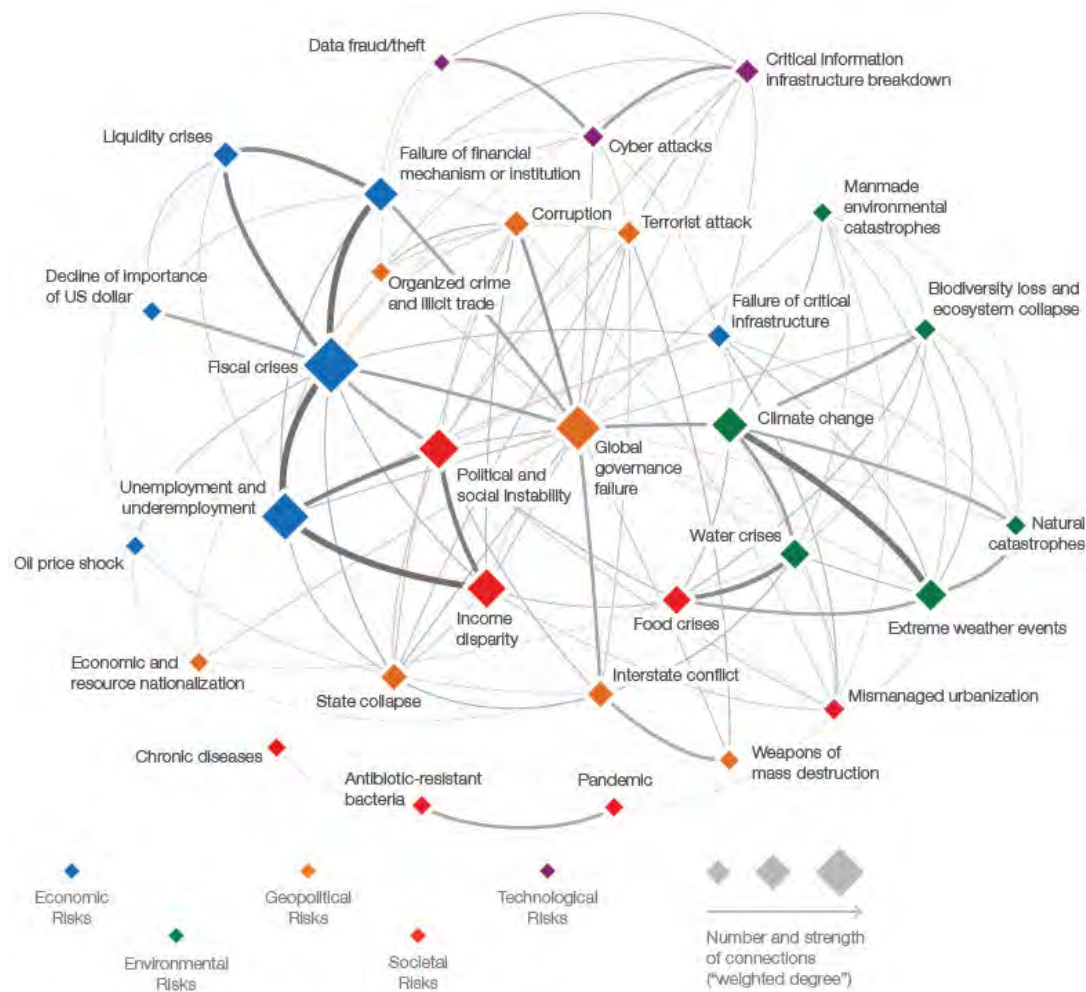 Data fraud/theft
Critical information
infrastructure breakdown
Liquidity crises
Failure of financial
mechanism or institution
Cyber attacks
Manmade
environmental
catastrophes
Corruption
Terrorist attack
Decline of importance
of US dollar
Organized crime
and illicit trade
Failure of critical
infrastructure
Biodiversity loss and
ecosystem collapse
Fiscal crises
Climate change
Global
governance
failure
Political and
social instability
Unemployment and
underemployment
Oil price shock
Water crises
Natural
catastrophes
Income
disparity
Food crises
Extreme weather events
Economic and
resource nationalization
State collapse
Interstate conflict
Mismanaged urbanization
Chronic diseases
Antibiotic-resistant
bacteria
Pandemic
Weapons of
mass destruction
Economic
Risks
Geopolitical
Risks
Technological
Risks
Environmental
Risks
Societal
Risks
Number and strength
of connections
("weighted degree")